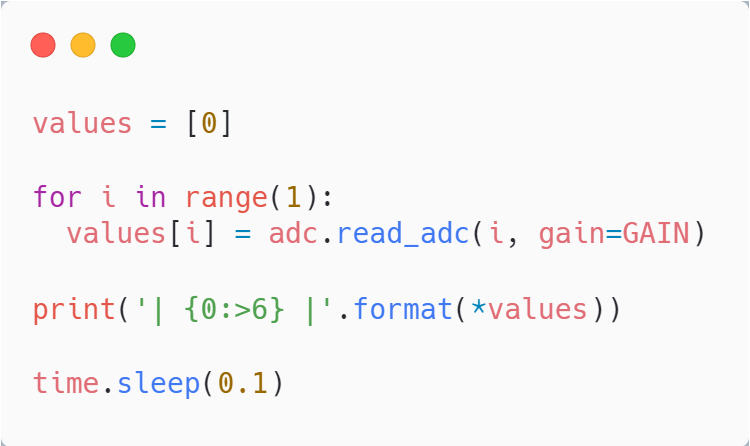 values = [0]

for i in range(1):
  values[i] = adc.read_adc(i, gain=GAIN)

print('| {0:>6} |'.format(*values))

time.sleep(0.1)